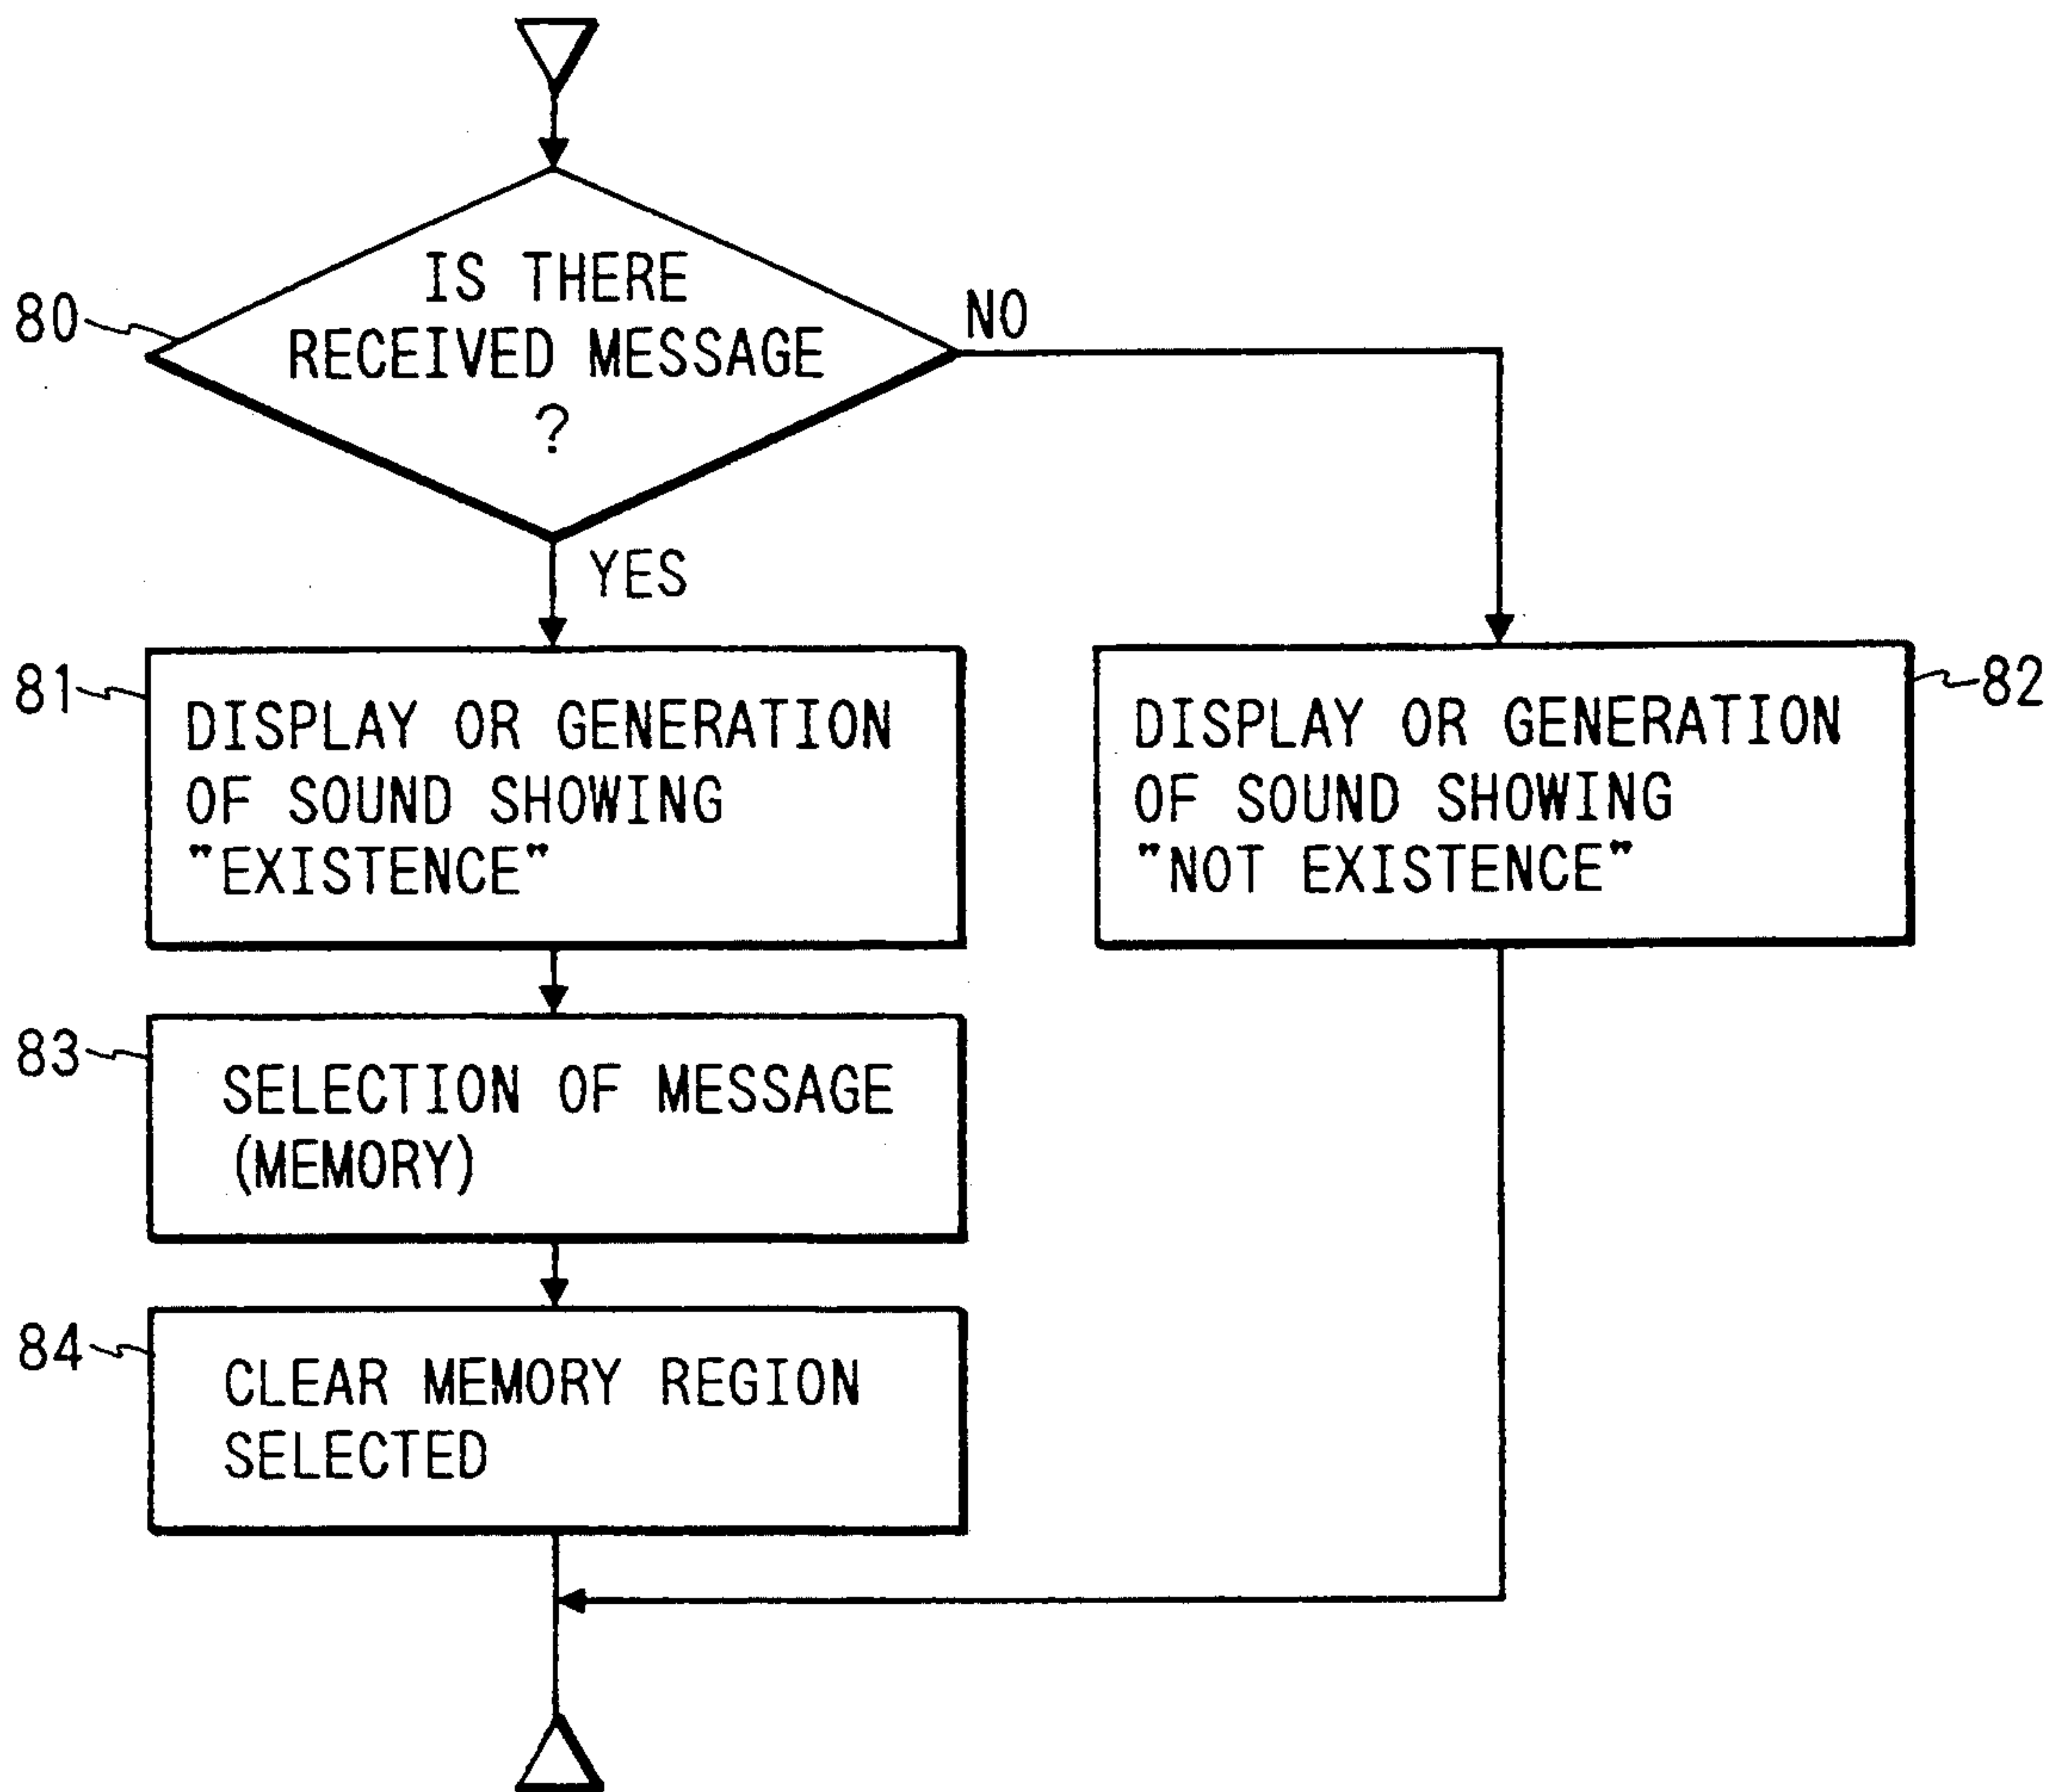 IS THERE
RECEIVED MESSAGE
?
80
NO
YES
81
DISPLAY OR GENERATION
OF SOUND SHOWING
"EXISTENCE"
82
DISPLAY OR GENERATION
OF SOUND SHOWING
"NOT EXISTENCE"
83
SELECTION OF MESSAGE
(MEMORY)
84
CLEAR MEMORY REGION
SELECTED